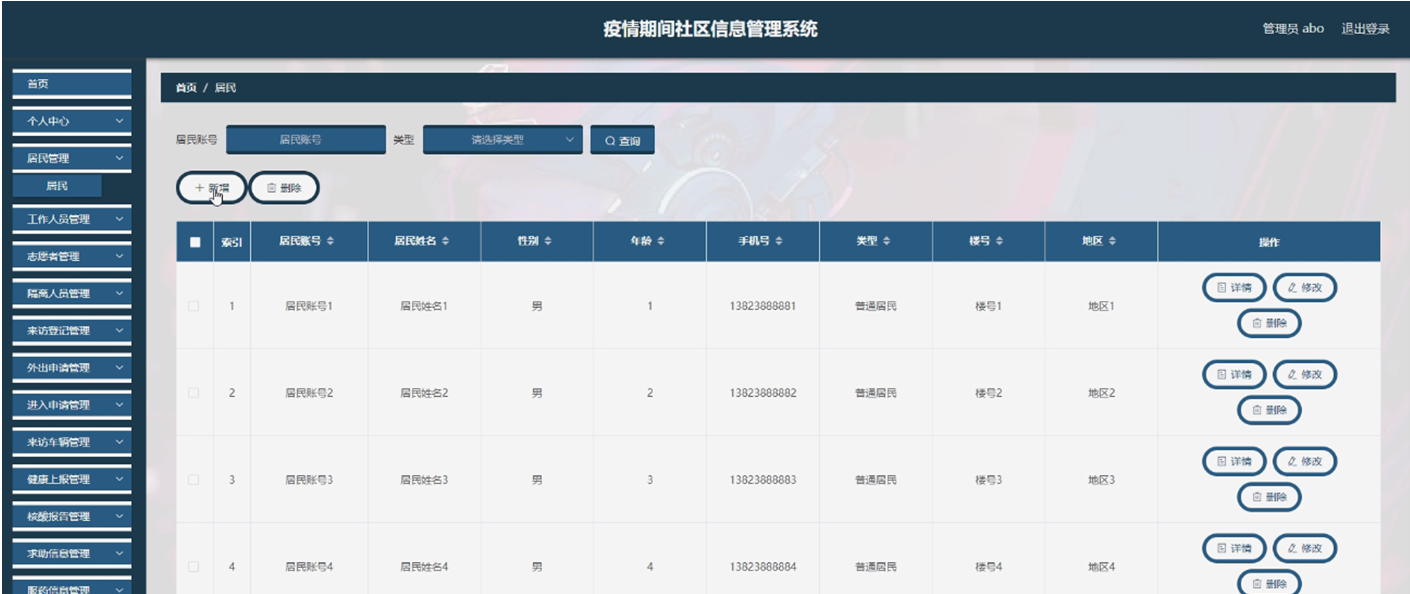 疫情期间社区信息管理系统
管理员 abo 退出登录
首页
个人中心
居民管理
居民
工作人员管理
志愿者管理
隔离人员管理
来访登记管理
外出申请管理
进入申请管理
来访车辆管理
健康上报管理
核酸报告管理
求助信息管理
服药信息管理
首页 / 居民
居民账号 居民账号 类型 请选择类型 查询
新增 删除
索引 居民账号 居民姓名 性别 年龄 手机号 类型 楼号 地区 操作
1 居民账号1 居民姓名1 男 1 13823888881 普通居民 楼号1 地区1 详情 修改
删除
2 居民账号2 居民姓名2 男 2 13823888882 普通居民 楼号2 地区2 详情 修改
删除
3 居民账号3 居民姓名3 男 3 13823888883 普通居民 楼号3 地区3 详情 修改
删除
4 居民账号4 居民姓名4 男 4 13823888884 普通居民 楼号4 地区4 详情 修改
删除